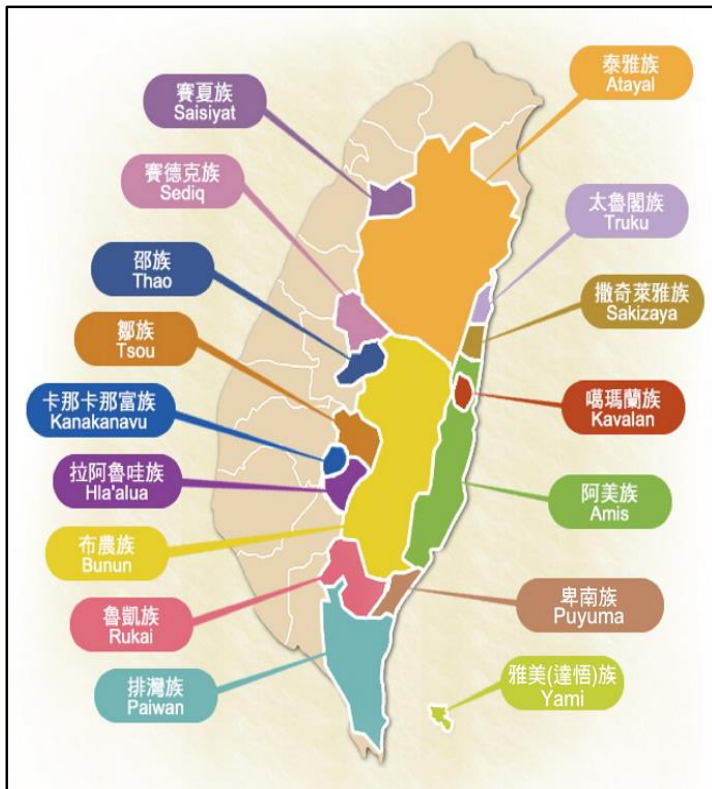 賽夏族
Saisiyat
賽德克族
Sediq
邵族
Thao
鄒族
Tsou
卡那卡那富族
Kanakanavu
拉阿魯哇族
Hla'alua
布農族
Bunun
魯凱族
Rukai
排灣族
Paiwan
泰雅族
Atayal
太魯閣族
Truku
撒奇萊雅族
Sakizaya
噶瑪蘭族
Kavalan
阿美族
Amis
卑南族
Puyuma
雅美(達悟)族
Yami